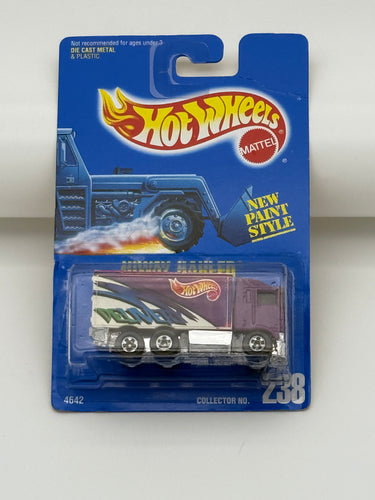 Not recommended for ages under 3
DIE CAST METAL
& PLASTIC
HOT WHEELS
MATTEL
NEW
PAINT
STYLE
HOT WHEELS
DELIVERY
4642
COLLECTOR NO.
238